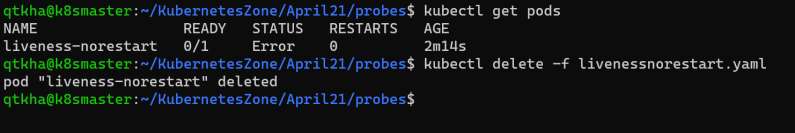 qtkha@k8smaster:~/KubernetesZone/April21/probes$ kubectl get pods
NAME                 READY   STATUS   RESTARTS   AGE
liveness-norestart   0/1     Error    0          2m14s
qtkha@k8smaster:~/KubernetesZone/April21/probes$ kubectl delete -f livenessnorestart.yaml
pod "liveness-norestart" deleted
qtkha@k8smaster:~/KubernetesZone/April21/probes$